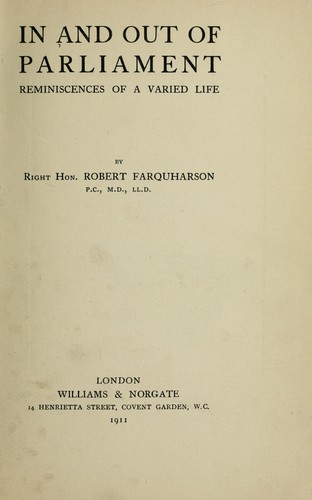 IN AND OUT OF
PARLIAMENT
REMINISCENCES OF A VARIED LIFE
BY
RIGHT HON. ROBERT FARQUHARSON
P.C., M.D., LL.D.
LONDON
WILLIAMS & NORGATE
14 HENRIETTA STREET, COVENT GARDEN, W.C.
1911